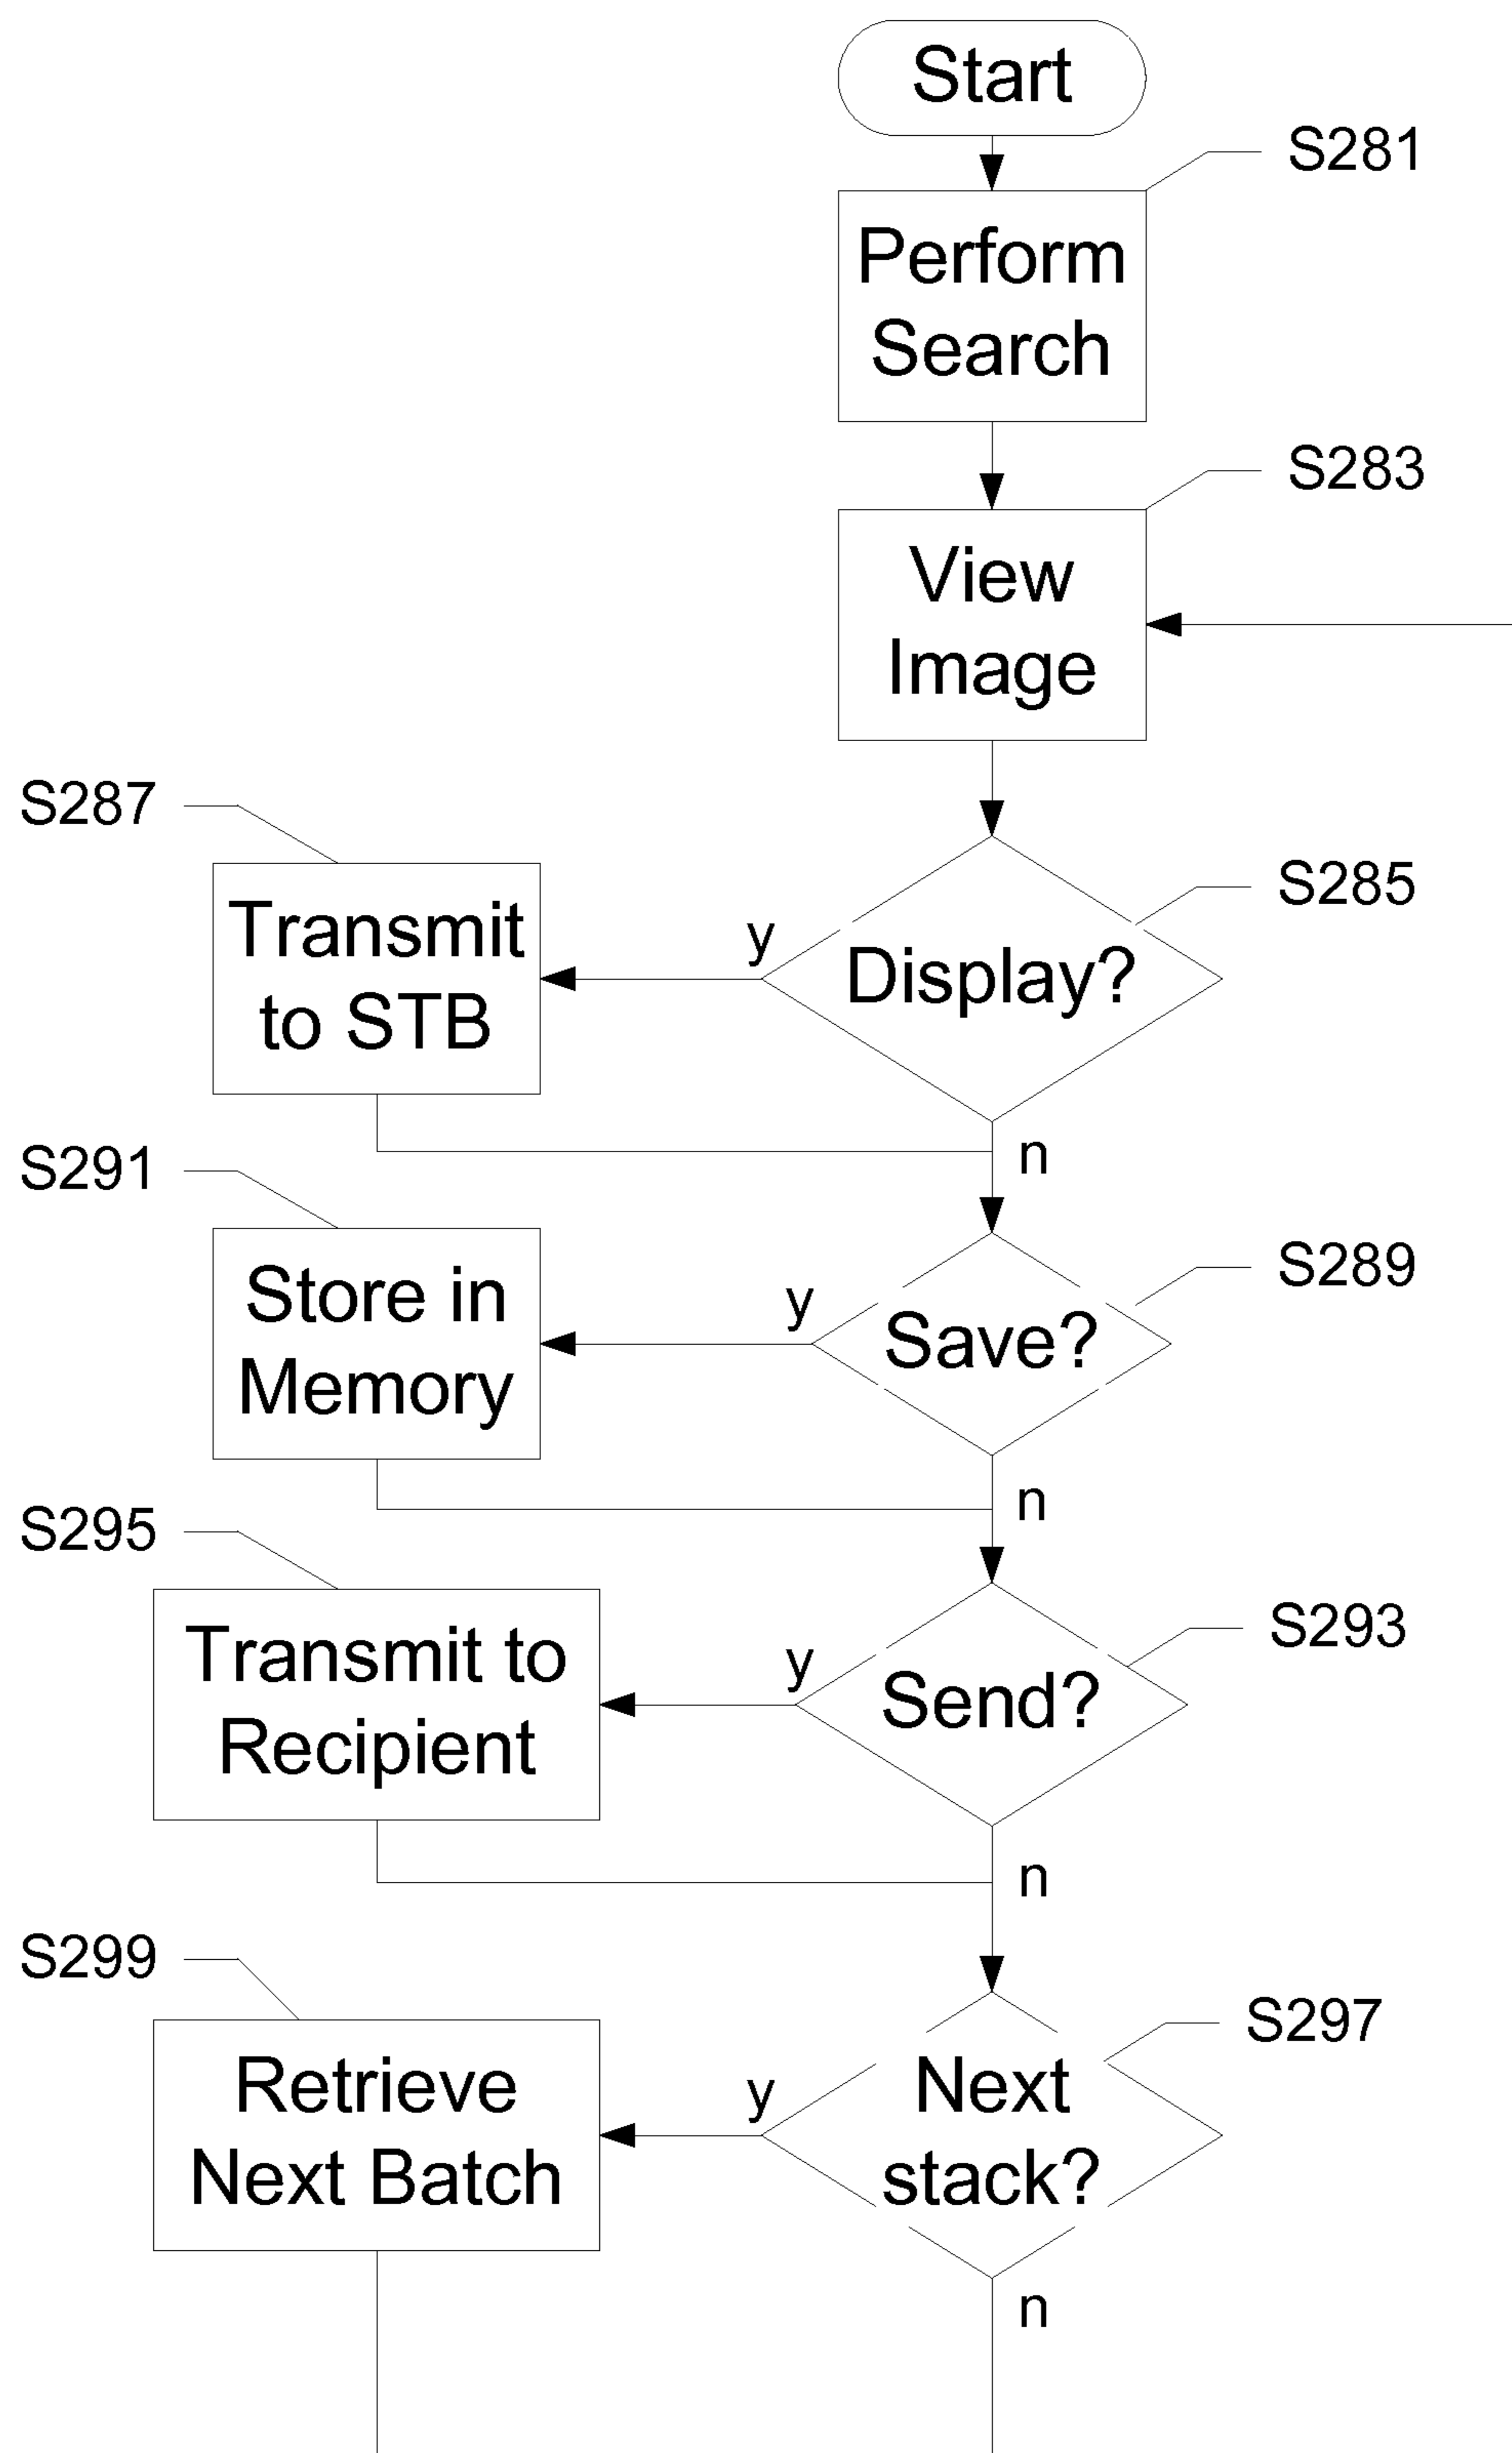 Start
S281
Perform
Search
S283
View
Image
S287
S285
Transmit
to STB
y
Display?
n
S291
S289
Store in
Memory
y
Save?
n
S295
S293
Transmit to
Recipient
y
Send?
n
S299
S297
Retrieve
Next Batch
y
Next
stack?
n